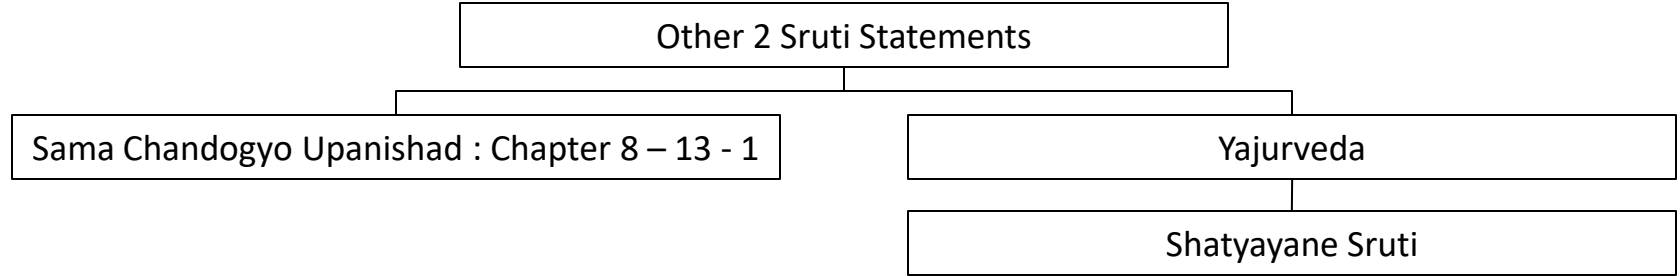 Other 2 Sruti Statements
Sama Chandogyo Upanishad : Chapter 8 – 13 - 1
Yajurveda
Shatyayane Sruti